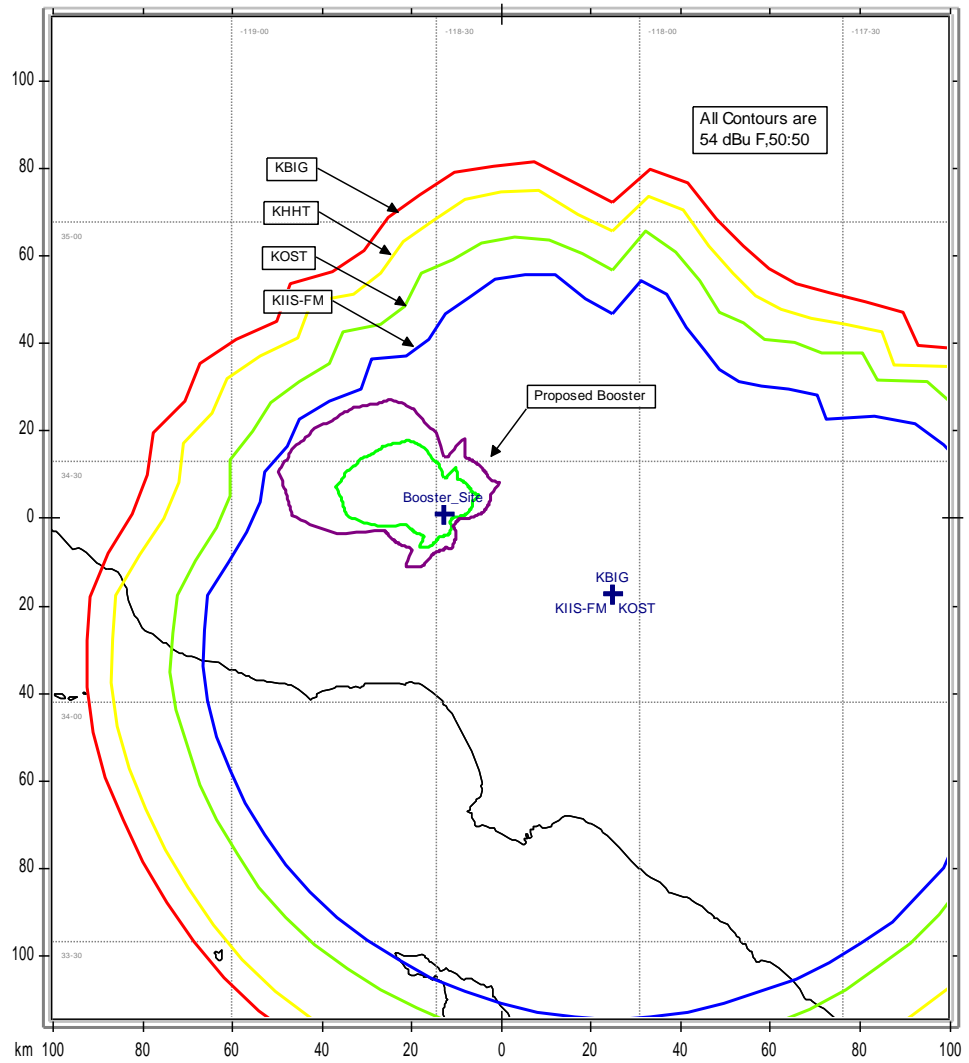 -119-00
-118-30
-118-00
-117-30
100
All Contours are
54 dBu F,50:50
80
KBIG
KHHT
35-00
60
KOST
KIIS-FM
40
Proposed Booster
20
34-30
Booster_Site
0
KBIG
KIIS-FM
KOST
20
40
34-00
60
80
100
33-30
km
100
80
60
40
20
0
20
40
60
80
100
km